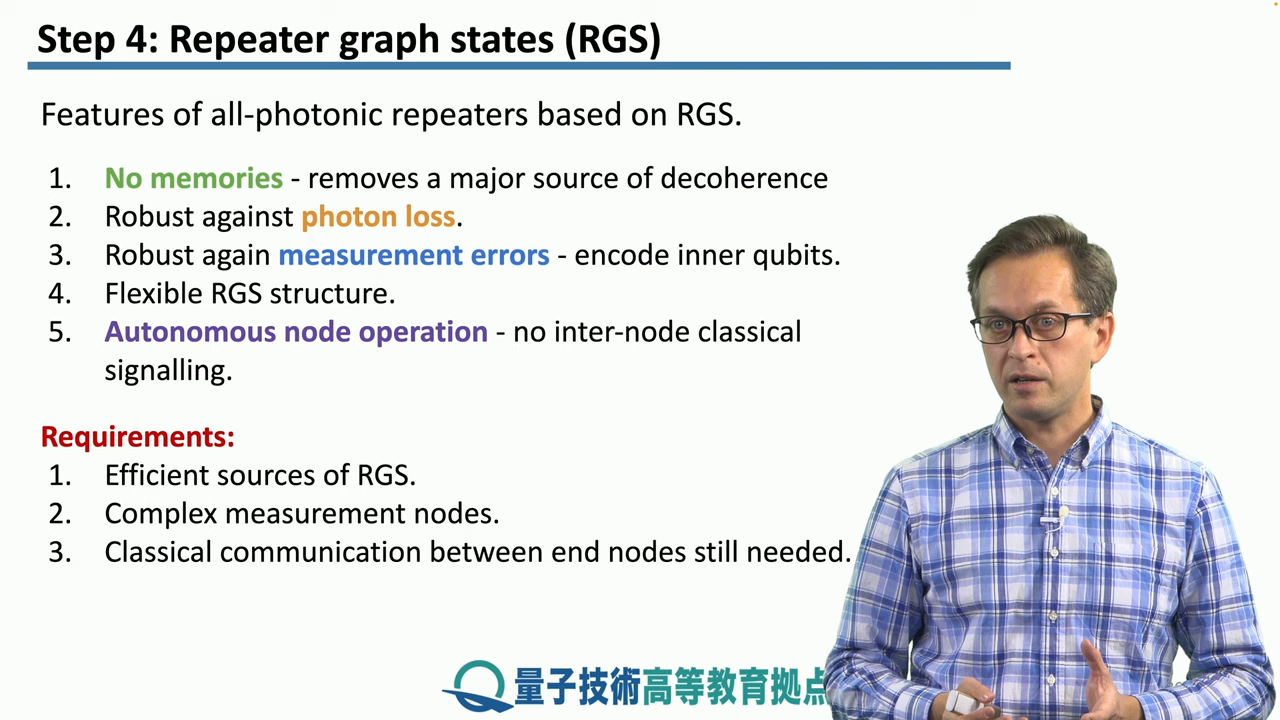 Step 4: Repeater graph states (RGS)
Features of all-photonic repeaters based on RGS.
1. No memories - removes a major source of decoherence
2. Robust against photon loss.
3. Robust again measurement errors - encode inner qubits.
4. Flexible RGS structure.
5. Autonomous node operation - no inter-node classical
signalling.
Requirements:
1. Efficient sources of RGS.
2. Complex measurement nodes.
3. Classical communication between end nodes still needed.
量子技術高等教育拠点